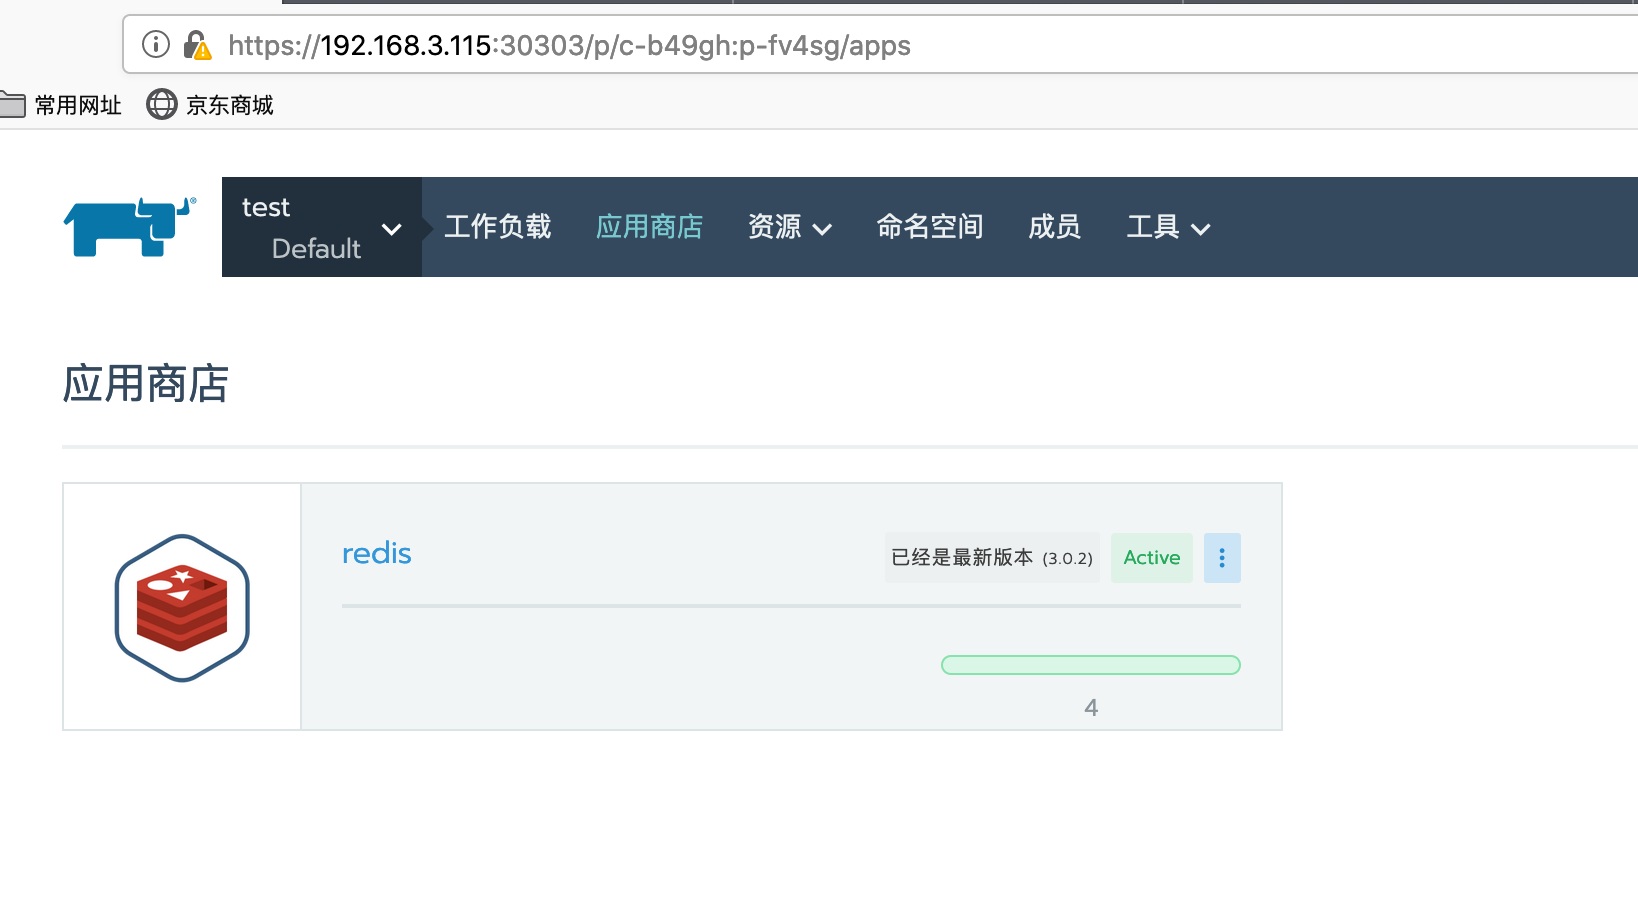 https://192.168.3.115:30303/p/c-b49gh:p-fv4sg/apps
常用网址 京东商城
test
Default
工作负载 应用商店 资源 命名空间 成员 工具
应用商店
redis
已经是最新版本 (3.0.2) Active
4